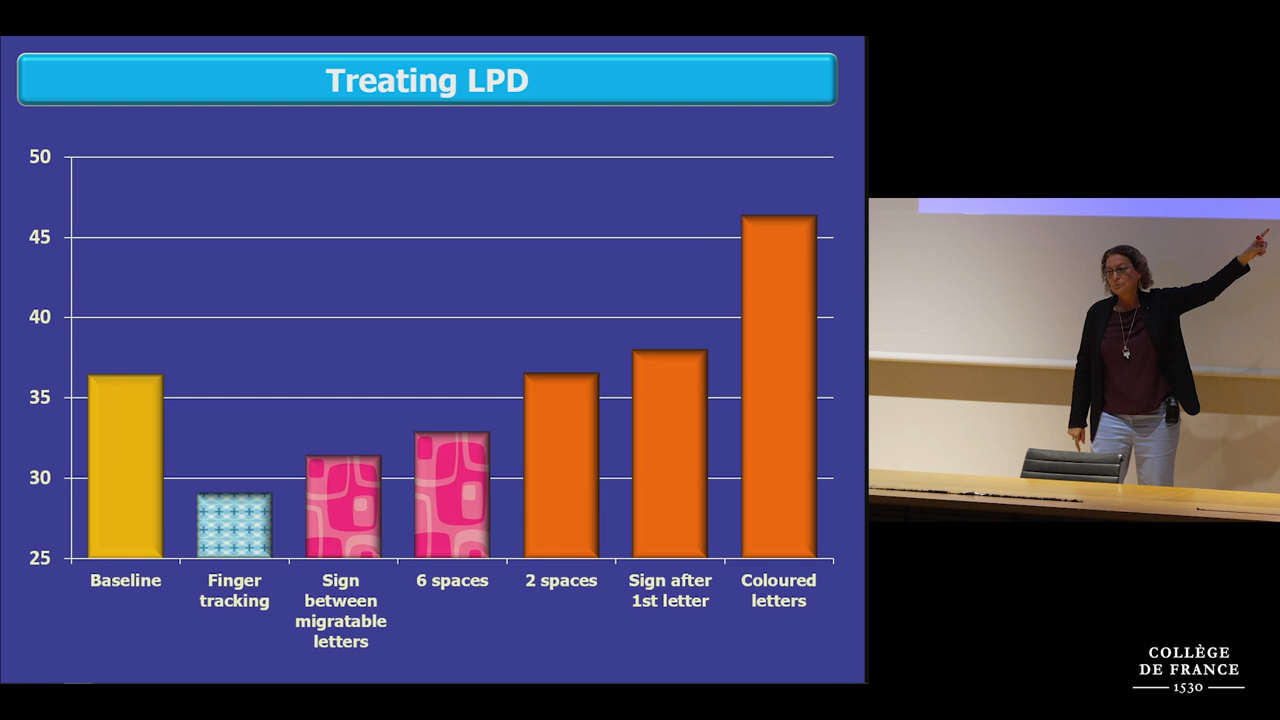 Treating LPD
50
45
40
35
30
25
Baseline
Finger
tracking
Sign
between
migratable
letters
6 spaces
2 spaces
Sign after
1st letter
Coloured
letters
COLLÈGE
DE FRANCE
1530